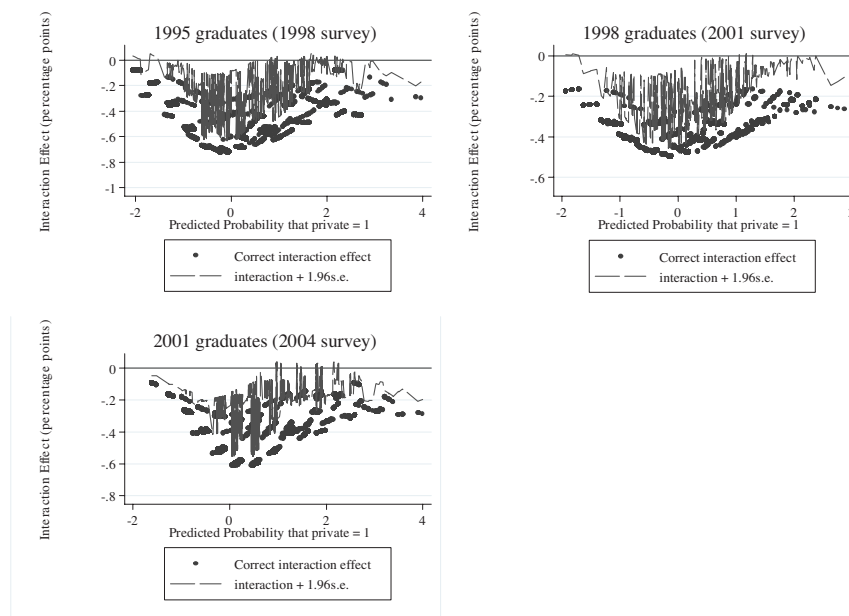 1995 graduates (1998 survey)
Interaction Effect (percentage points)
0
-.2
-.4
-.6
-.8
-1
-2
0
2
4
Predicted Probability that private = 1
Correct interaction effect
interaction + 1.96s.e.
1998 graduates (2001 survey)
Interaction Effect (percentage points)
0
-.2
-.4
-.6
-2
-1
0
1
2
3
Predicted Probability that private = 1
Correct interaction effect
interaction + 1.96s.e.
2001 graduates (2004 survey)
Interaction Effect (percentage points)
0
-.2
-.4
-.6
-.8
-2
0
2
4
Predicted Probability that private = 1
Correct interaction effect
interaction + 1.96s.e.